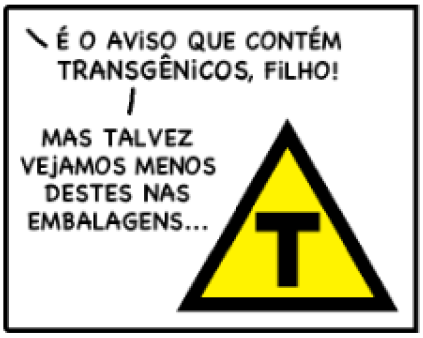 É O AVISO QUE CONTÉM
TRANSGÊNICOS, FILHO!
MAS TALVEZ
VEJAMOS MENOS
DESTES NAS
EMBALAGENS...
T